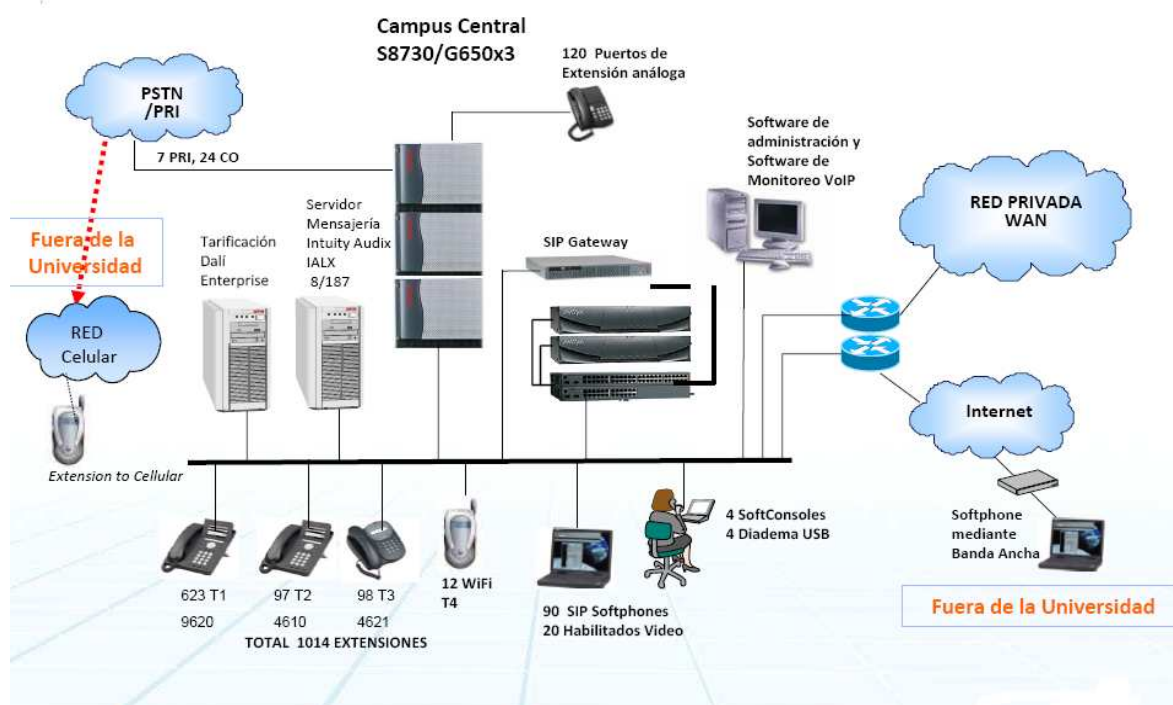 Campus Central
S8730/G650x3
120 Puertos de
Extensión análoga
PSTN
/PRI
7 PRI, 24 CO
Software de
administración y
Software de
Monitoreo VoIP
RED PRIVADA
WAN
Fuera de la
Universidad
Tarificación
Dalí
Enterprise
Servidor
Mensajería
Intuity Audix
IALX
8/187
SIP Gateway
RED
Celular
Internet
Extension to Cellular
Softphone
mediante
Banda Ancha
4 SoftConsoles
4 Diadema USB
12 WiFi
T4
623 T1
97 T2
98 T3
9620
4610
4621
TOTAL 1014 EXTENSIONES
90 SIP Softphones
20 Habilitados Video
Fuera de la Universidad